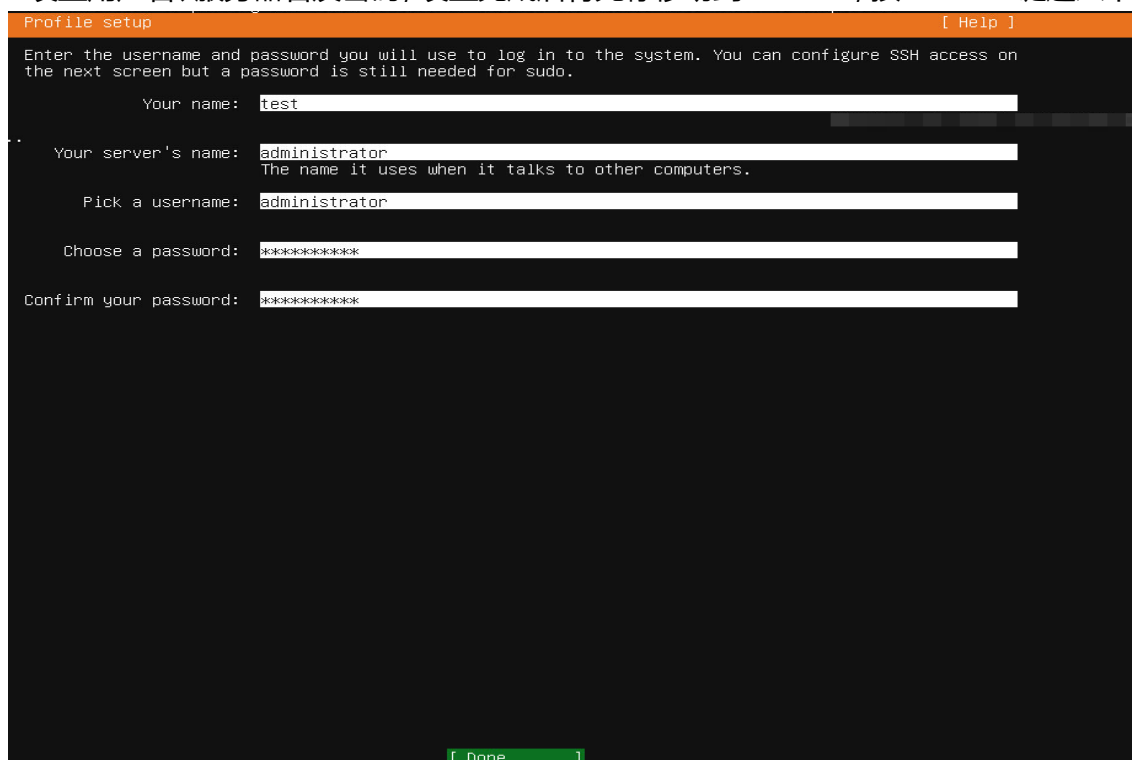 Profile setup [ Help ]
Enter the username and password you will use to log in to the system. You can configure SSH access on
the next screen but a password is still needed for sudo.
Your name: test
Your server's name: administrator
The name it uses when it talks to other computers.
Pick a username: administrator
Choose a password: **********
Confirm your password: **********
[ Done ]